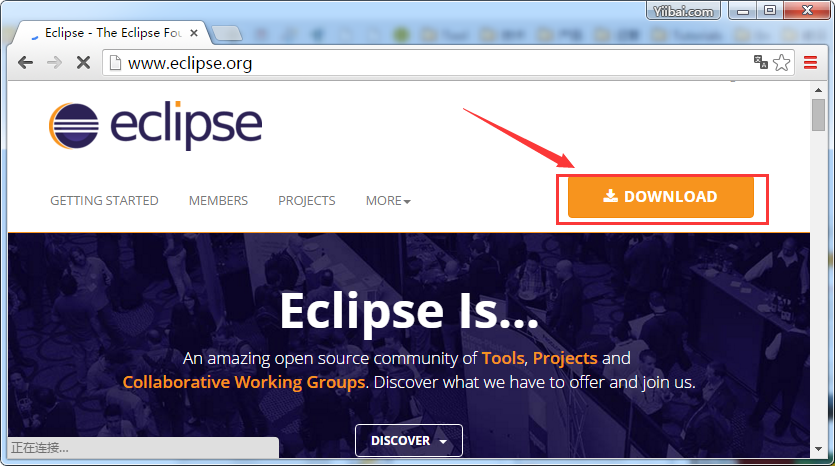 Yiibai.com
Eclipse - The Eclipse Fou
www.eclipse.org
eclipse
DOWNLOAD
GETTING STARTED MEMBERS PROJECTS MORE
Eclipse Is...
An amazing open source community of Tools, Projects and
Collaborative Working Groups. Discover what we have to offer and join us.
DISCOVER
正在连接...